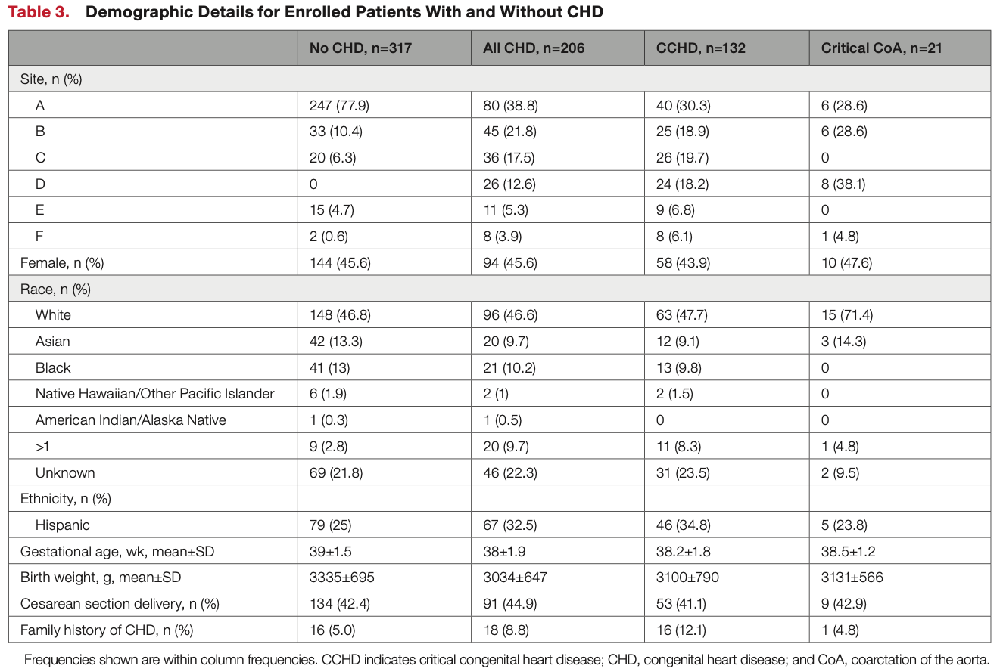 Table 3. Demographic Details for Enrolled Patients With and Without CHD
No CHD, n=317 All CHD, n=206 CCHD, n=132 Critical CoA, n=21
Site, n (%)
A 247 (77.9) 80 (38.8) 40 (30.3) 6 (28.6)
B 33 (10.4) 45 (21.8) 25 (18.9) 6 (28.6)
C 20 (6.3) 36 (17.5) 26 (19.7) 0
D 0 26 (12.6) 24 (18.2) 8 (38.1)
E 15 (4.7) 11 (5.3) 9 (6.8) 0
F 2 (0.6) 8 (3.9) 8 (6.1) 1 (4.8)
Female, n (%) 144 (45.6) 94 (45.6) 58 (43.9) 10 (47.6)
Race, n (%)
White 148 (46.8) 96 (46.6) 63 (47.7) 15 (71.4)
Asian 42 (13.3) 20 (9.7) 12 (9.1) 3 (14.3)
Black 41 (13) 21 (10.2) 13 (9.8) 0
Native Hawaiian/Other Pacific Islander 6 (1.9) 2 (1) 2 (1.5) 0
American Indian/Alaska Native 1 (0.3) 1 (0.5) 0 0
>1 9 (2.8) 20 (9.7) 11 (8.3) 1 (4.8)
Unknown 69 (21.8) 46 (22.3) 31 (23.5) 2 (9.5)
Ethnicity, n (%)
Hispanic 79 (25) 67 (32.5) 46 (34.8) 5 (23.8)
Gestational age, wk, mean±SD 39±1.5 38±1.9 38.2±1.8 38.5±1.2
Birth weight, g, mean±SD 3335±695 3034±647 3100±790 3131±566
Cesarean section delivery, n (%) 134 (42.4) 91 (44.9) 53 (41.1) 9 (42.9)
Family history of CHD, n (%) 16 (5.0) 18 (8.8) 16 (12.1) 1 (4.8)
Frequencies shown are within column frequencies. CCHD indicates critical congenital heart disease; CHD, congenital heart disease; and CoA, coarctation of the aorta.